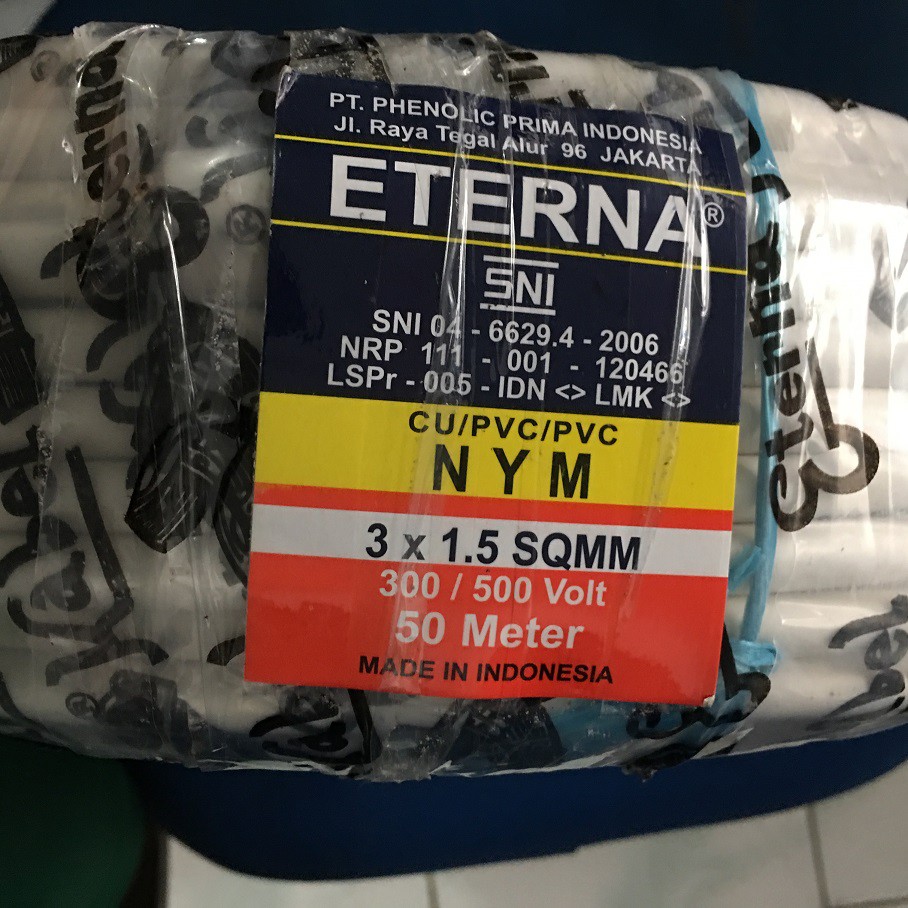 PT. PHENOLIC PRIMA INDONESIA
Jl. Raya Tegal Alur 96 JAKARTA
ETERNA®
SNI
SNI 04 - 6629.4 - 2006
NRP 111 - 001 - 120466
LSPr - 005 - IDN <> LMK <>
CU/PVC/PVC
N Y M
3 x 1.5 SQMM
300 / 500 Volt
50 Meter
MADE IN INDONESIA
eterna
eterna